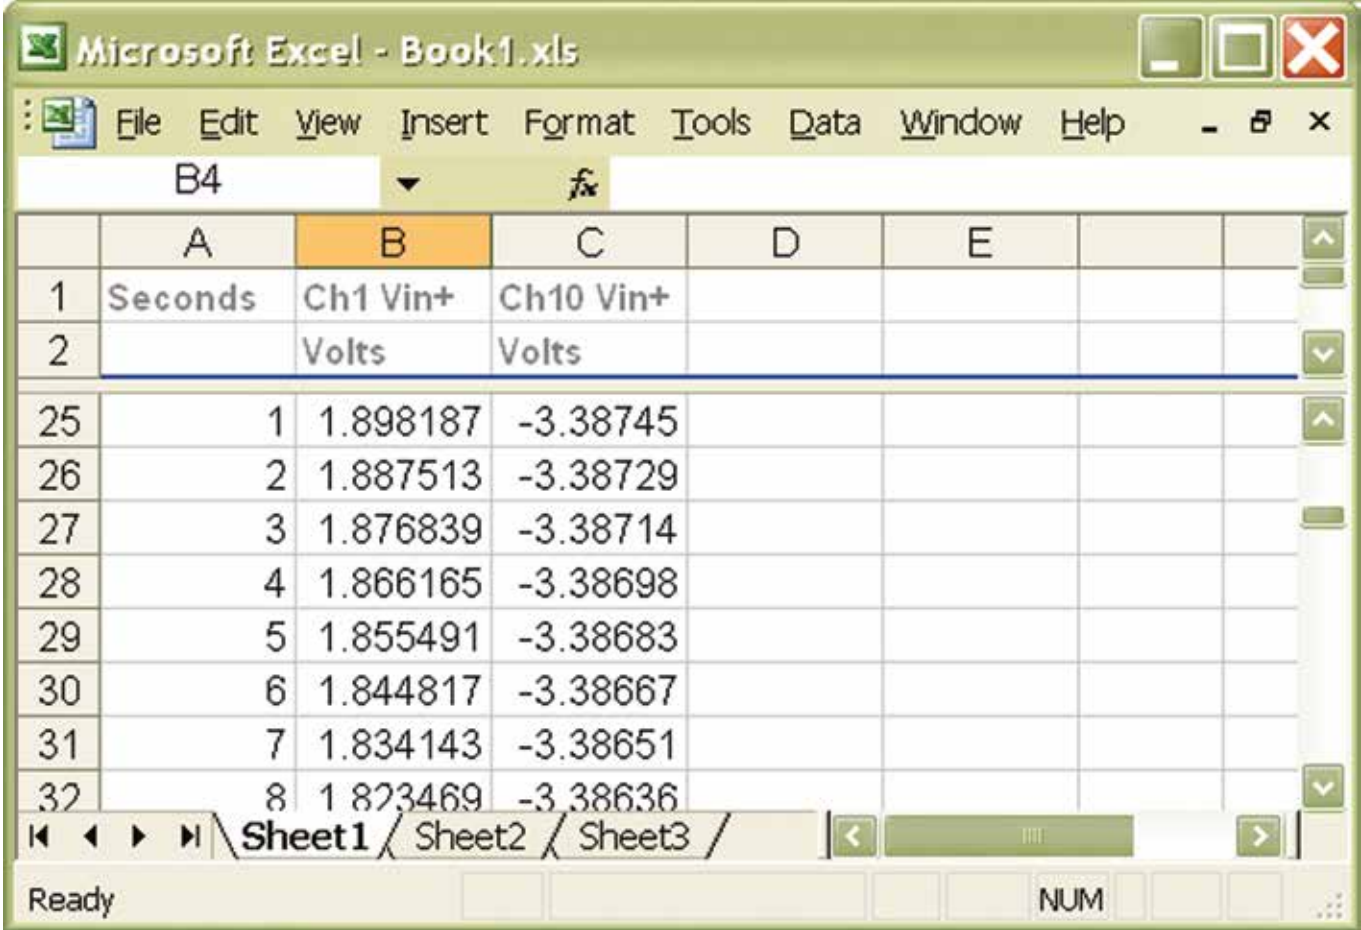 Microsoft Excel - Book1.xls
File Edit View Insert Format Tools Data Window Help
B4 fx
A B C D E
1 Seconds Ch1 Vin+ Ch10 Vin+
2 Volts Volts
25 1 1.898187 -3.38745
26 2 1.887513 -3.38729
27 3 1.876839 -3.38714
28 4 1.866165 -3.38698
29 5 1.855491 -3.38683
30 6 1.844817 -3.38667
31 7 1.834143 -3.38651
32 8 1.823469 -3.38636
Sheet1 Sheet2 Sheet3
Ready NUM